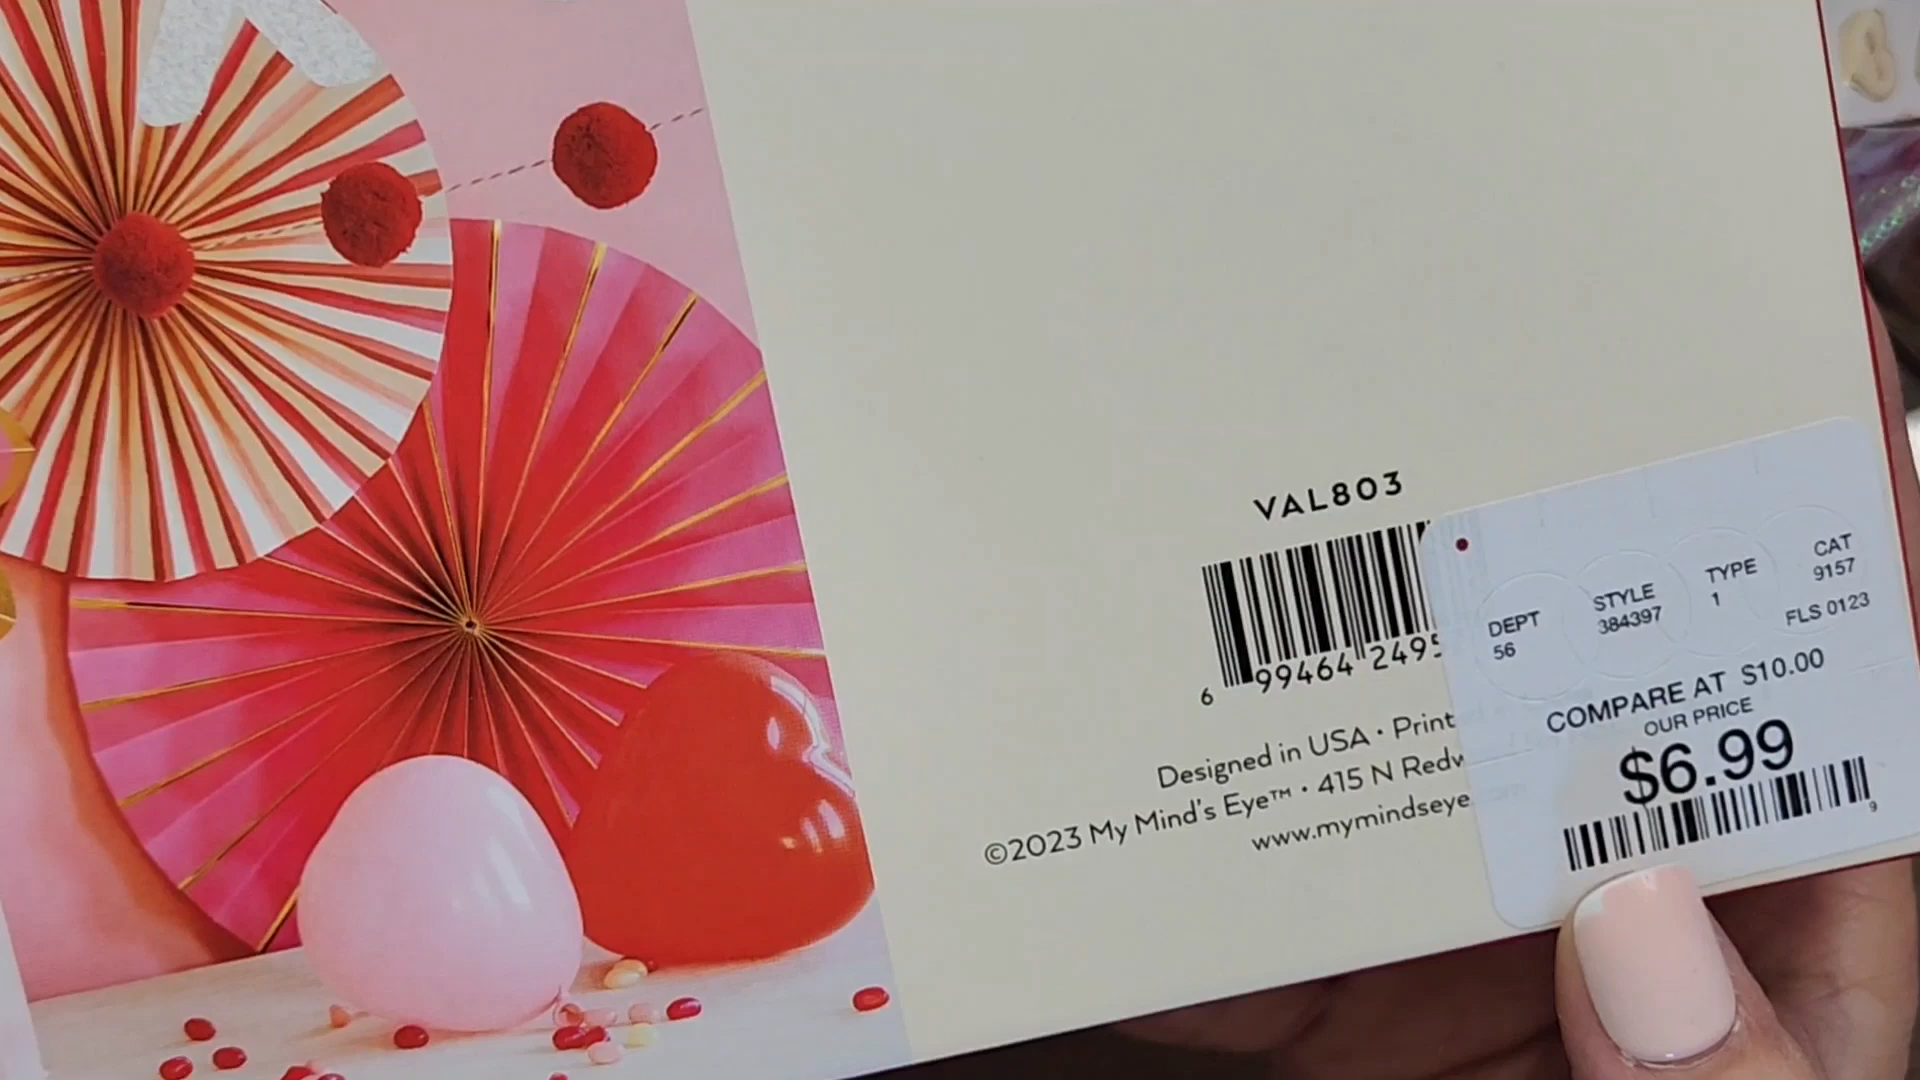 VAL803
6 99464 2495
Designed in USA • Print
©2023 My Mind's Eye™ • 415 N Redw
www.mymindseye.
DEPT
56
STYLE
384397
TYPE
1
CAT
9157
FLS 0123
COMPARE AT $10.00
OUR PRICE
$6.99
9